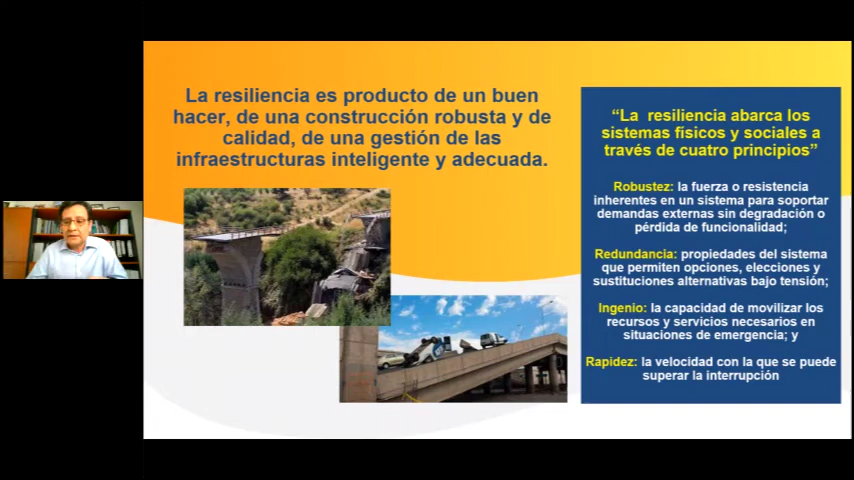 La resiliencia es producto de un buen
hacer, de una construcción robusta y de
calidad, de una gestión de las
infraestructuras inteligente y adecuada.
“La resiliencia abarca los
sistemas físicos y sociales a
través de cuatro principios”
Robustez: la fuerza o resistencia
inherentes en un sistema para soportar
demandas externas sin degradación o
pérdida de funcionalidad;
Redundancia: propiedades del sistema
que permiten opciones, elecciones y
sustituciones alternativas bajo tensión;
Ingenio: la capacidad de movilizar los
recursos y servicios necesarios en
situaciones de emergencia; y
Rapidez: la velocidad con la que se puede
superar la interrupción